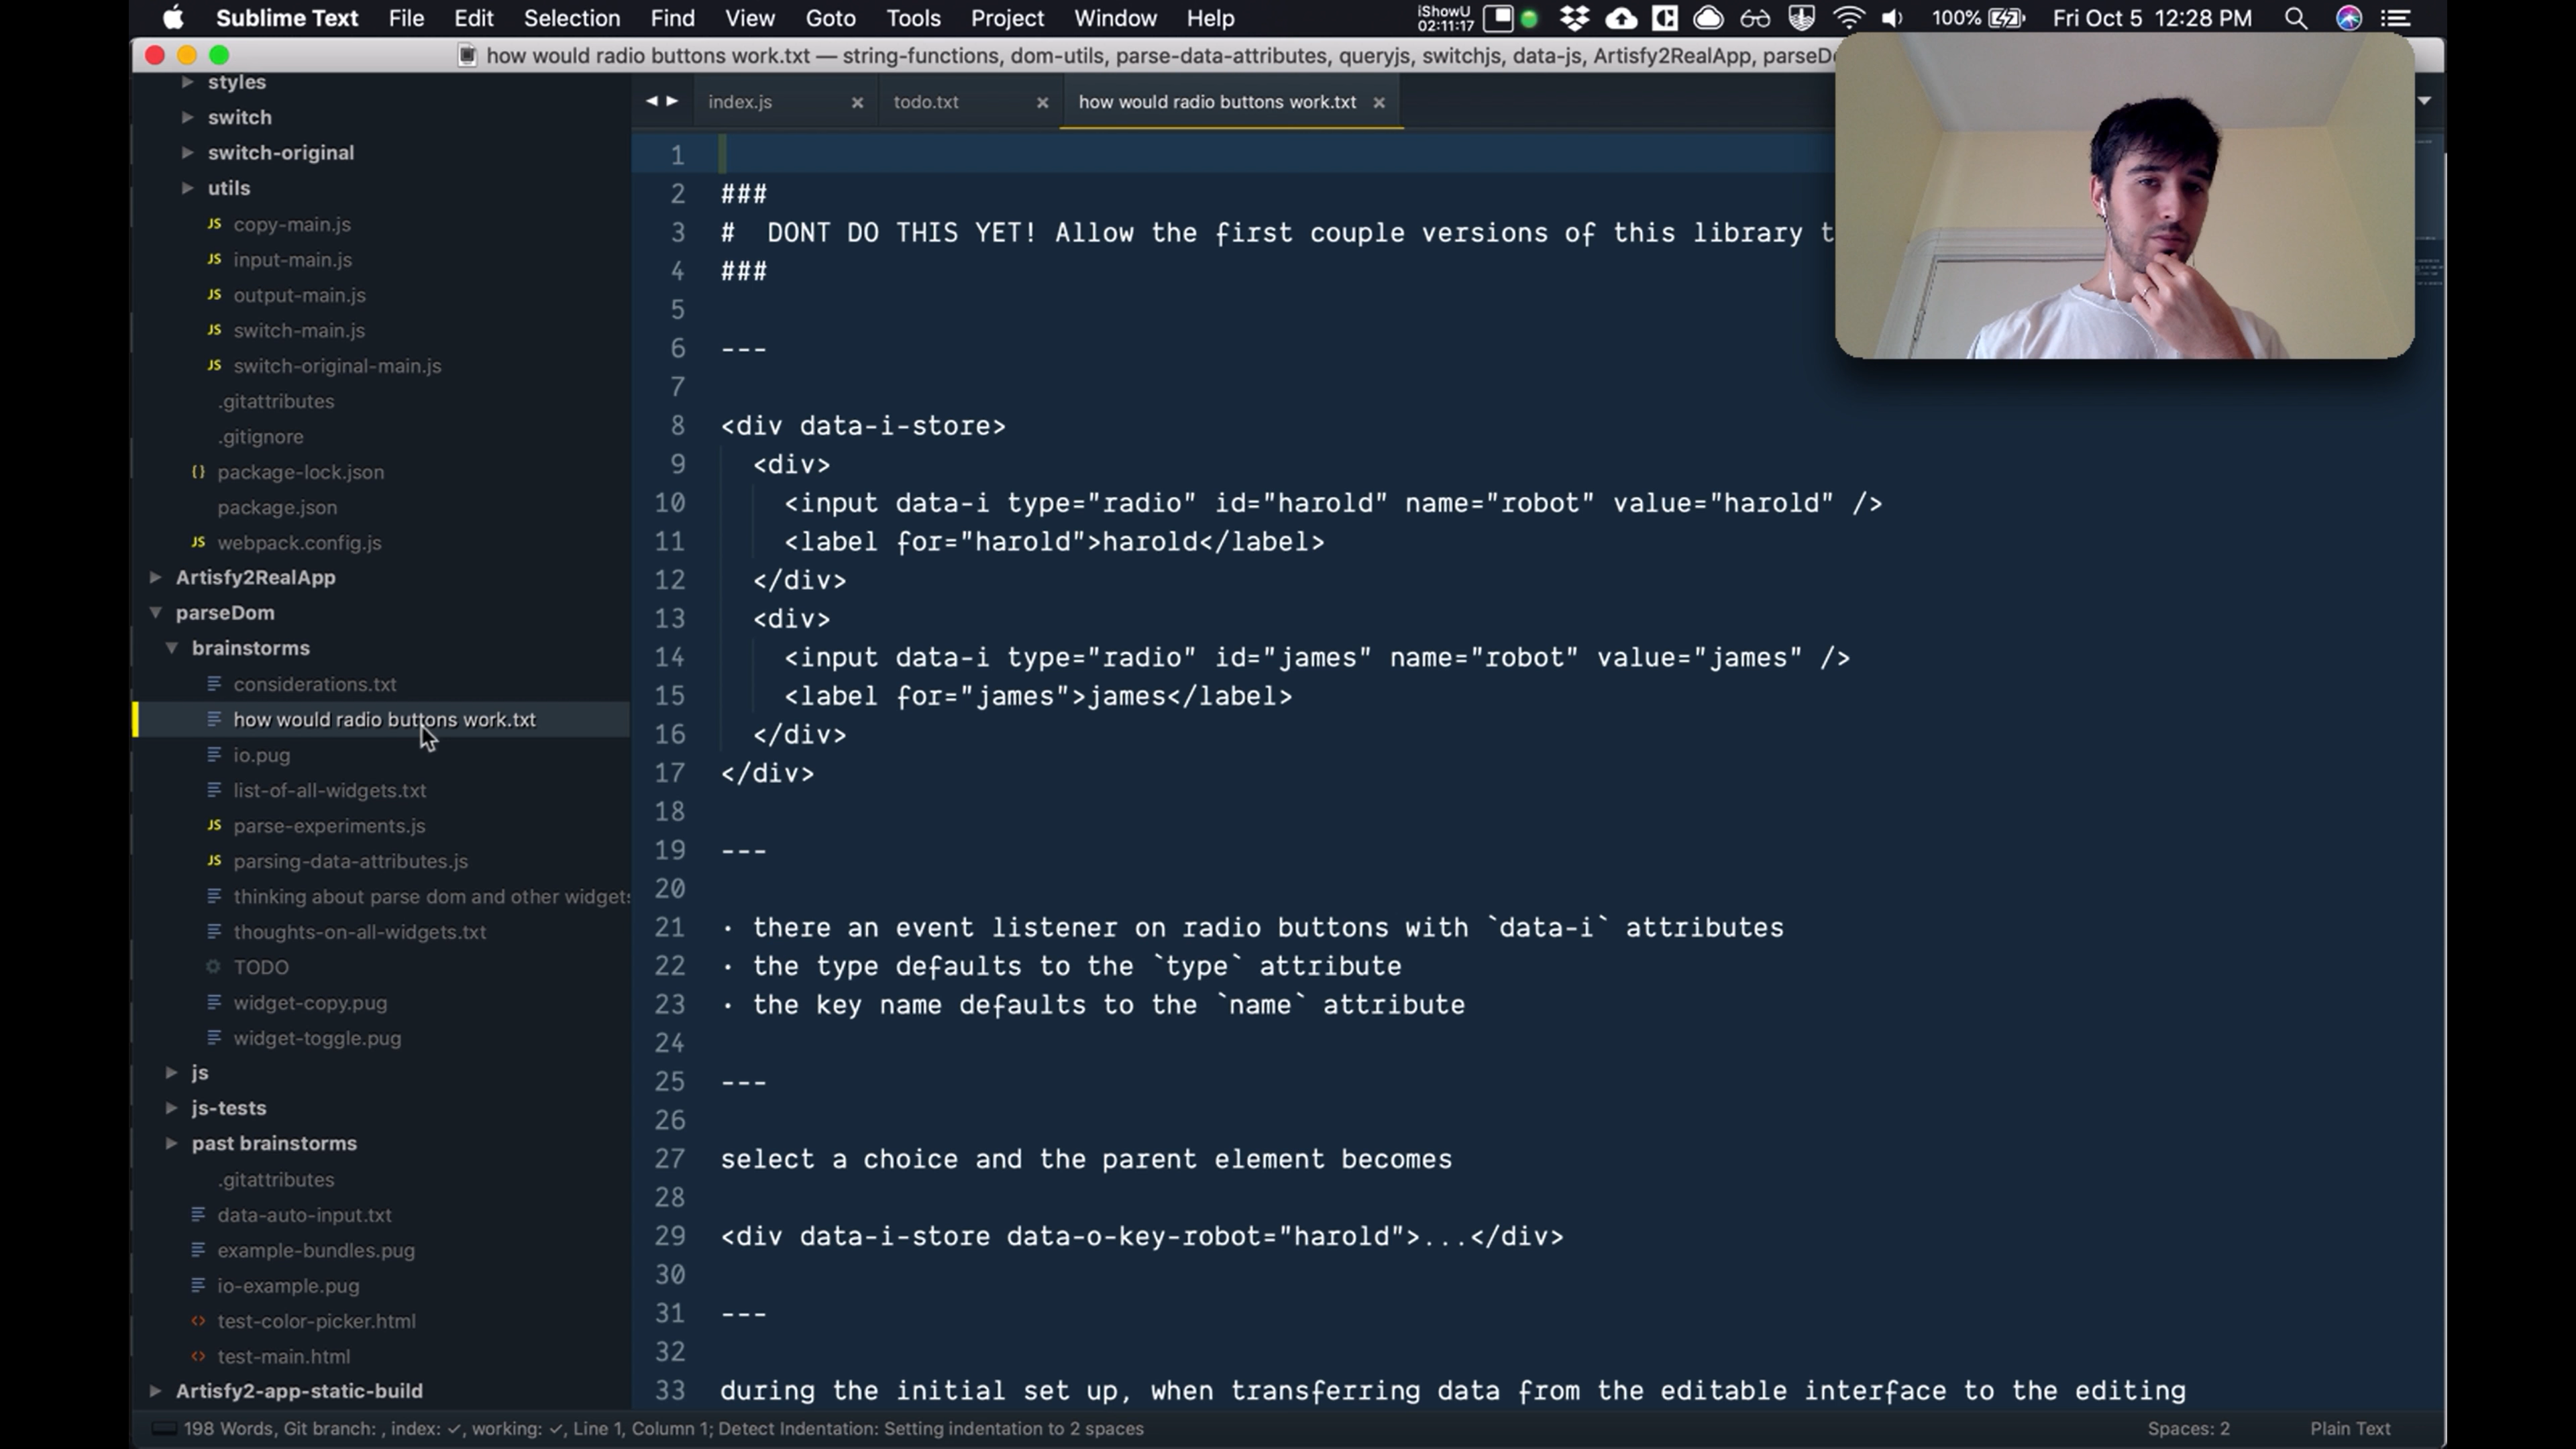 Sublime Text File Edit Selection Find View Goto Tools Project Window Help iShowU 02:11:17 100% Fri Oct 5 12:28 PM
how would radio buttons work.txt — string-functions, dom-utils, parse-data-attributes, queryjs, switchjs, data-js, Artisfy2RealApp,
index.js todo.txt how would radio buttons work.txt
styles
switch
switch-original
utils
JS copy-main.js
JS input-main.js
JS output-main.js
JS switch-main.js
JS switch-original-main.js
.gitattributes
.gitignore
{} package-lock.json
package.json
JS webpack.config.js
Artisfy2RealApp
parseDom
brainstorms
considerations.txt
how would radio buttons work.txt
io.pug
list-of-all-widgets.txt
JS parse-experiments.js
JS parsing-data-attributes.js
thinking about parse dom and other widgets
thoughts-on-all-widgets.txt
TODO
widget-copy.pug
widget-toggle.pug
js
js-tests
past brainstorms
.gitattributes
data-auto-input.txt
example-bundles.pug
io-example.pug
<> test-color-picker.html
<> test-main.html
Artisfy2-app-static-build
1
2 ###
3 #  DONT DO THIS YET! Allow the first couple versions of this library
4 ###
5
6 ---
7
8 <div data-i-store>
9 <div>
10 <input data-i type="radio" id="harold" name="robot" value="harold" />
11 <label for="harold">harold</label>
12 </div>
13 <div>
14 <input data-i type="radio" id="james" name="robot" value="james" />
15 <label for="james">james</label>
16 </div>
17 </div>
18
19 ---
20
21 · there an event listener on radio buttons with `data-i` attributes
22 · the type defaults to the `type` attribute
23 · the key name defaults to the `name` attribute
24
25 ---
26
27 select a choice and the parent element becomes
28
29 <div data-i-store data-o-key-robot="harold">...</div>
30
31 ---
32
33 during the initial set up, when transferring data from the editable interface to the editing
198 Words, Git branch: , index: ✓, working: ✓, Line 1, Column 1; Detect Indentation: Setting indentation to 2 spaces Spaces: 2 Plain Text